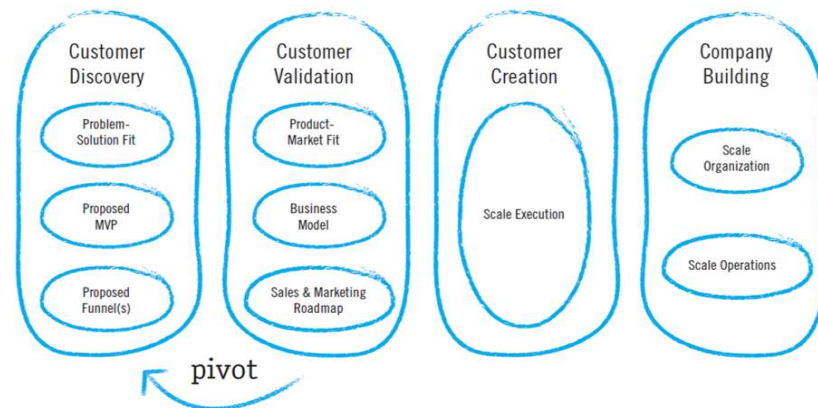 Customer
Discovery
Problem-
Solution Fit
Proposed
MVP
Proposed
Funnel(s)
Customer
Validation
Product-
Market Fit
Business
Model
Sales & Marketing
Roadmap
Customer
Creation
Scale Execution
Company
Building
Scale
Organization
Scale Operations
pivot